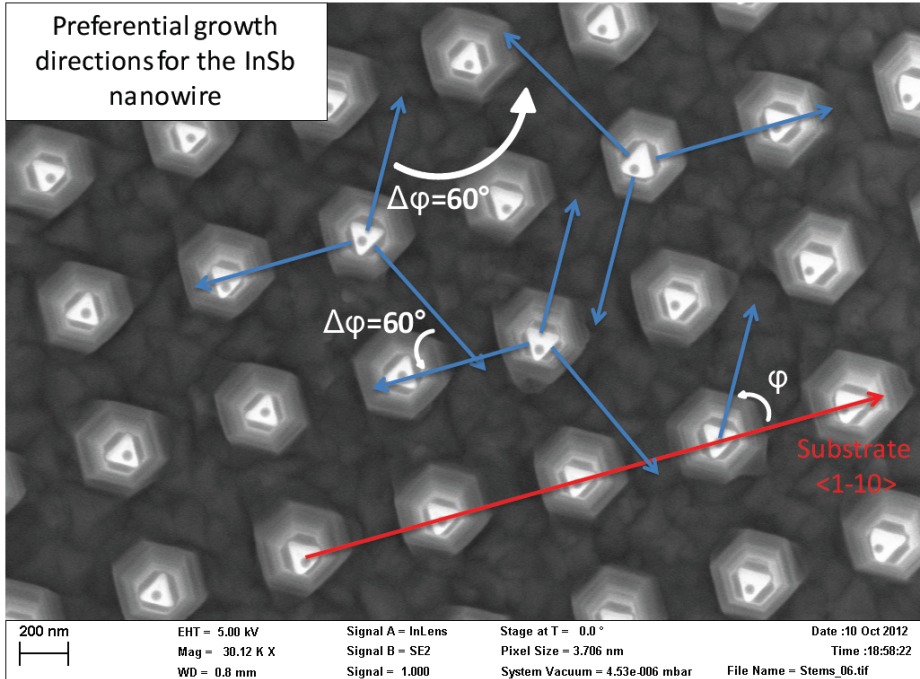 Preferential growth
directions for the InSb
nanowire
Δφ=60°
Δφ=60°
φ
Substrate
<1-10>
200 nm
EHT = 5.00 kV
Signal A = InLens
Stage at T = 0.0 °
Date :10 Oct 2012
Mag = 30.12 K X
Signal B = SE2
Pixel Size = 3.706 nm
Time :18:58:22
WD = 0.8 mm
Signal = 1.000
System Vacuum = 4.53e-006 mbar
File Name = Stems_06.tif